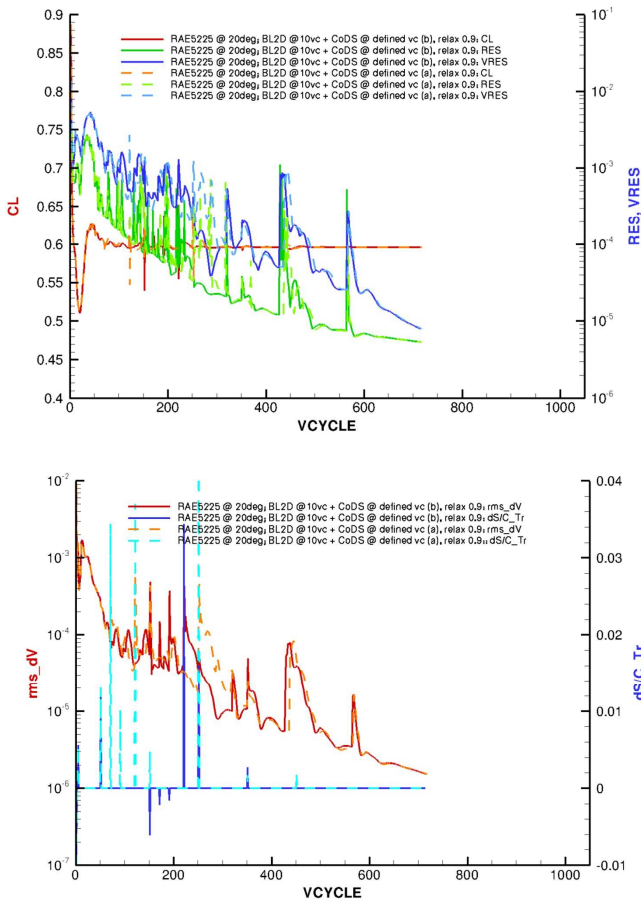 0.9
10-1
RAE5225 @ 20deg; BL2D @10vc + CoDS @ defined vc (b), relax 0.9: CL
RAE5225 @ 20deg; BL2D @10vc + CoDS @ defined vc (b), relax 0.9: RES
RAE5225 @ 20deg; BL2D @10vc + CoDS @ defined vc (b), relax 0.9: VRES
RAE5225 @ 20deg; BL2D @10vc + CoDS @ defined vc (a), relax 0.9: CL
RAE5225 @ 20deg; BL2D @10vc + CoDS @ defined vc (a), relax 0.9: RES
RAE5225 @ 20deg; BL2D @10vc + CoDS @ defined vc (a), relax 0.9: VRES
0.85
0.8
10-2
0.75
0.7
10-3
CL
0.65
RES, VRES
0.6
10-4
0.55
0.5
10-5
0.45
0.4
10-6
0 200 400 600 800 1000
VCYCLE
10-2
0.04
RAE5225 @ 20deg; BL2D @10vc + CoDS @ defined vc (b), relax 0.9: rms_dV
RAE5225 @ 20deg; BL2D @10vc + CoDS @ defined vc (b), relax 0.9: dS/C_Tr
RAE5225 @ 20deg; BL2D @10vc + CoDS @ defined vc (a), relax 0.9: rms_dV
RAE5225 @ 20deg; BL2D @10vc + CoDS @ defined vc (a), relax 0.9:: dS/C_Tr
10-3
0.03
10-4
0.02
rms_dV
dS/C_Tr
10-5
0.01
10-6
0
10-7
-0.01
0 200 400 600 800 1000
VCYCLE